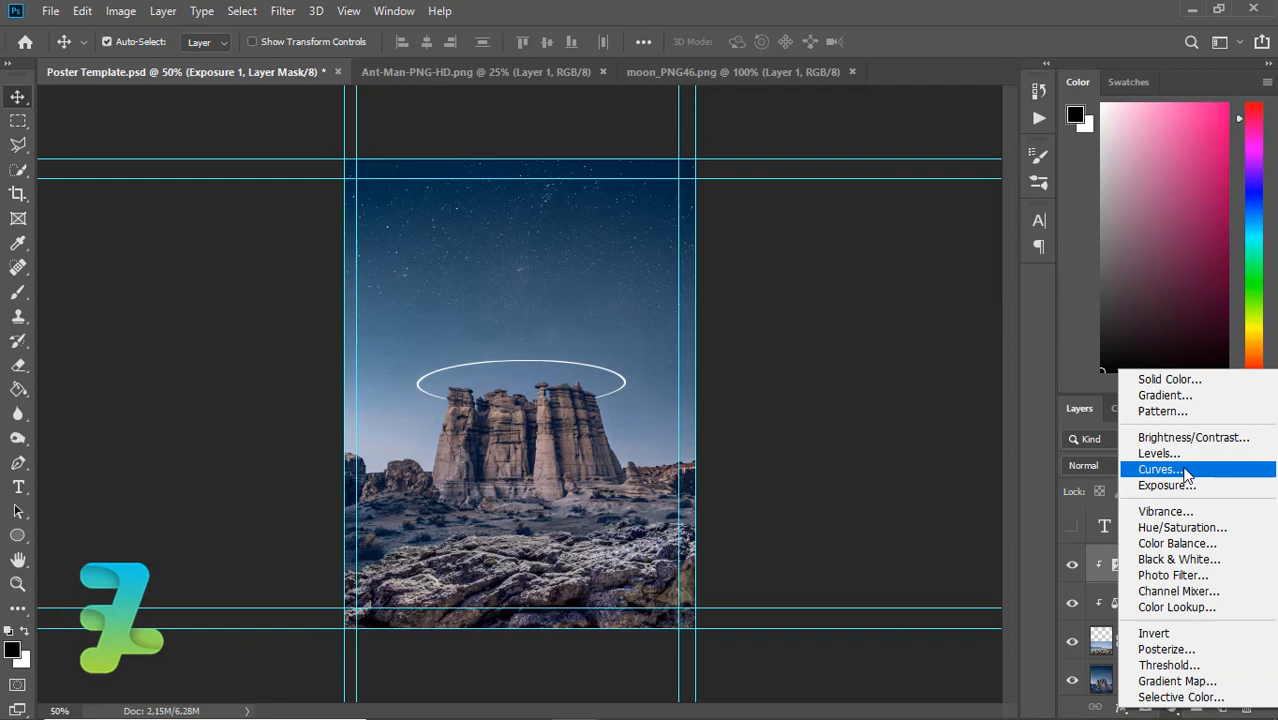 Ps File Edit Image Layer Type Select Filter 3D View Window Help
Auto-Select: Layer Show Transform Controls 3D Mode:
Poster Template.psd @ 50% (Exposure 1, Layer Mask/8) * Ant-Man-PNG-HD.png @ 25% (Layer 1, RGB/8) moon_PNG46.png @ 100% (Layer 1, RGB/8)
Color Swatches
Solid Color...
Gradient...
Pattern...
Brightness/Contrast...
Levels...
Curves...
Exposure...
Vibrance...
Hue/Saturation...
Color Balance...
Black & White...
Photo Filter...
Channel Mixer...
Color Lookup...
Invert
Posterize...
Threshold...
Gradient Map...
Selective Color...
Layers
Kind
Normal
Lock:
50% Doc: 2,15M/6,28M